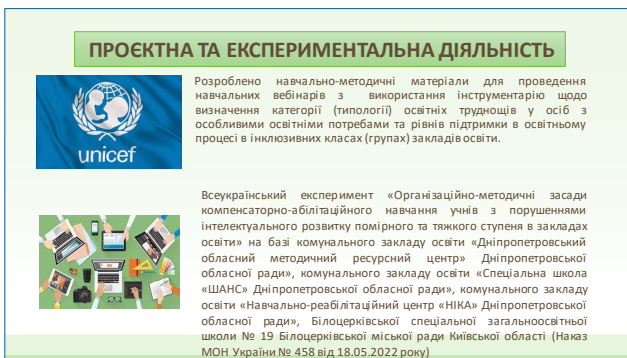 ПРОЄКТНА ТА ЕКСПЕРИМЕНТАЛЬНА ДІЯЛЬНІСТЬ
unicef
Розроблено навчально-методичні матеріали для проведення
навчальних вебінарів з використання інструментарію щодо
визначення категорії (типології) освітніх труднощів у осіб з
особливими освітніми потребами та рівнів підтримки в освітньому
процесі в інклюзивних класах (групах) закладів освіти.
Всеукраїнський експеримент «Організаційно-методичні засади
компенсаторно-абілітаційного навчання учнів з порушеннями
інтелектуального розвитку помірного та тяжкого ступеня в закладах
освіти» на базі комунального закладу освіти «Дніпропетровський
обласний методичний ресурсний центр» Дніпропетровської
обласної ради», комунального закладу освіти «Спеціальна школа
«ШАНС» Дніпропетровської обласної ради», комунального закладу
освіти «Навчально-реабілітаційний центр «НІКА» Дніпропетровської
обласної ради», Білоцерківської спеціальної загальноосвітньої
школи № 19 Білоцерківської міської ради Київської області (Наказ
МОН України № 458 від 18.05.2022 року)